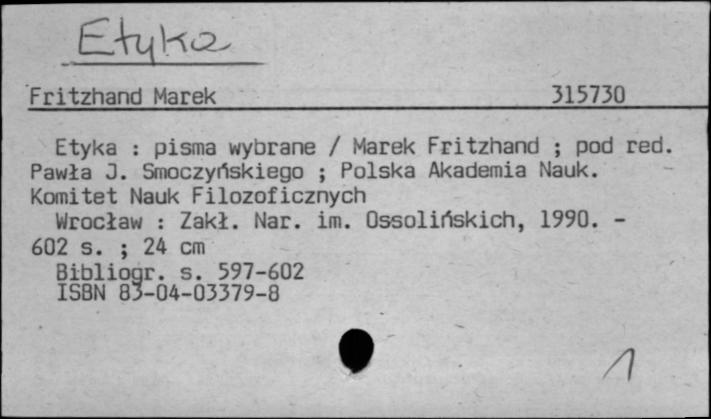 Etyka
Fritzhand Marek 315730
Etyka : pisma wybrane / Marek Fritzhand ; pod red.
Pawła J. Smoczyńskiego ; Polska Akademia Nauk.
Komitet Nauk Filozoficznych
Wrocław : Zakł. Nar. im. Ossolińskich, 1990. -
602 s. ; 24 cm
Bibliogr. s. 597-602
ISBN 83-04-03379-8
1